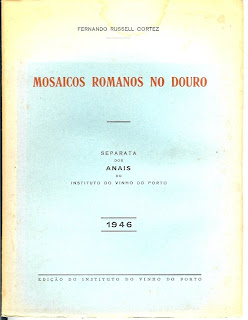 FERNANDO RUSSELL CORTEZ
MOSAICOS ROMANOS NO DOURO
SEPARATA
DOS
ANAIS
DO
INSTITUTO DO VINHO DO PORTO
1946
EDIÇÃO DO INSTITUTO DO VINHO DO PORTO